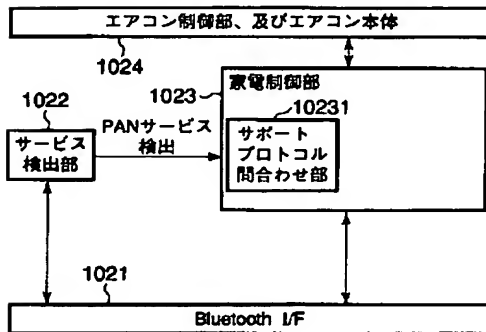 エアコン制御部、及びエアコン本体
1024
1023
家電制御部
10231
サポート
プロトコル
問合わせ部
1022
サービス
検出部
PANサービス
検出
1021
Bluetooth I/F